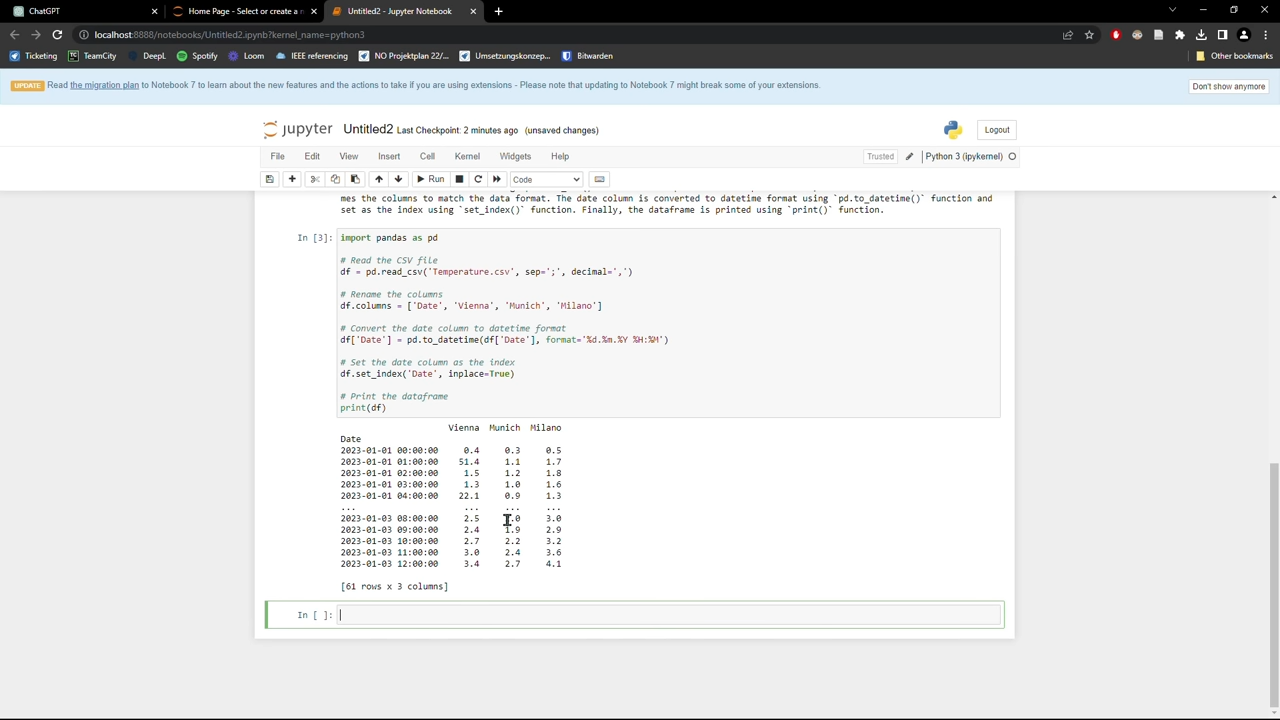 ChatGPT
Home Page - Select or create a n
Untitled2 - Jupyter Notebook
localhost:8888/notebooks/Untitled2.ipynb?kernel_name=python3
Ticketing TeamCity DeepL Spotify Loom IEEE referencing NO Projektplan 22/... Umsetzungskonzep... Bitwarden Other bookmarks
UPDATE Read the migration plan to Notebook 7 to learn about the new features and the actions to take if you are using extensions - Please note that updating to Notebook 7 might break some of your extensions. Don't show anymore
jupyter Untitled2 Last Checkpoint: 2 minutes ago (unsaved changes) Logout
File Edit View Insert Cell Kernel Widgets Help Trusted Python 3 (ipykernel)
Run Code
mes the columns to match the data format. The date column is converted to datetime format using `pd.to_datetime()` function and
set as the index using `set_index()` function. Finally, the dataframe is printed using `print()` function.
In [3]: import pandas as pd
# Read the CSV file
df = pd.read_csv('Temperature.csv', sep=';', decimal=',')
# Rename the columns
df.columns = ['Date', 'Vienna', 'Munich', 'Milano']
# Convert the date column to datetime format
df['Date'] = pd.to_datetime(df['Date'], format='%d.%m.%Y %H:%M')
# Set the date column as the index
df.set_index('Date', inplace=True)
# Print the dataframe
print(df)
Vienna Munich Milano
Date
2023-01-01 00:00:00 0.4 0.3 0.5
2023-01-01 01:00:00 51.4 1.1 1.7
2023-01-01 02:00:00 1.5 1.2 1.8
2023-01-01 03:00:00 1.3 1.0 1.6
2023-01-01 04:00:00 22.1 0.9 1.3
... ... ... ...
2023-01-03 08:00:00 2.5 .0 3.0
2023-01-03 09:00:00 2.4 1.9 2.9
2023-01-03 10:00:00 2.7 2.2 3.2
2023-01-03 11:00:00 3.0 2.4 3.6
2023-01-03 12:00:00 3.4 2.7 4.1
[61 rows x 3 columns]
In [ ]: